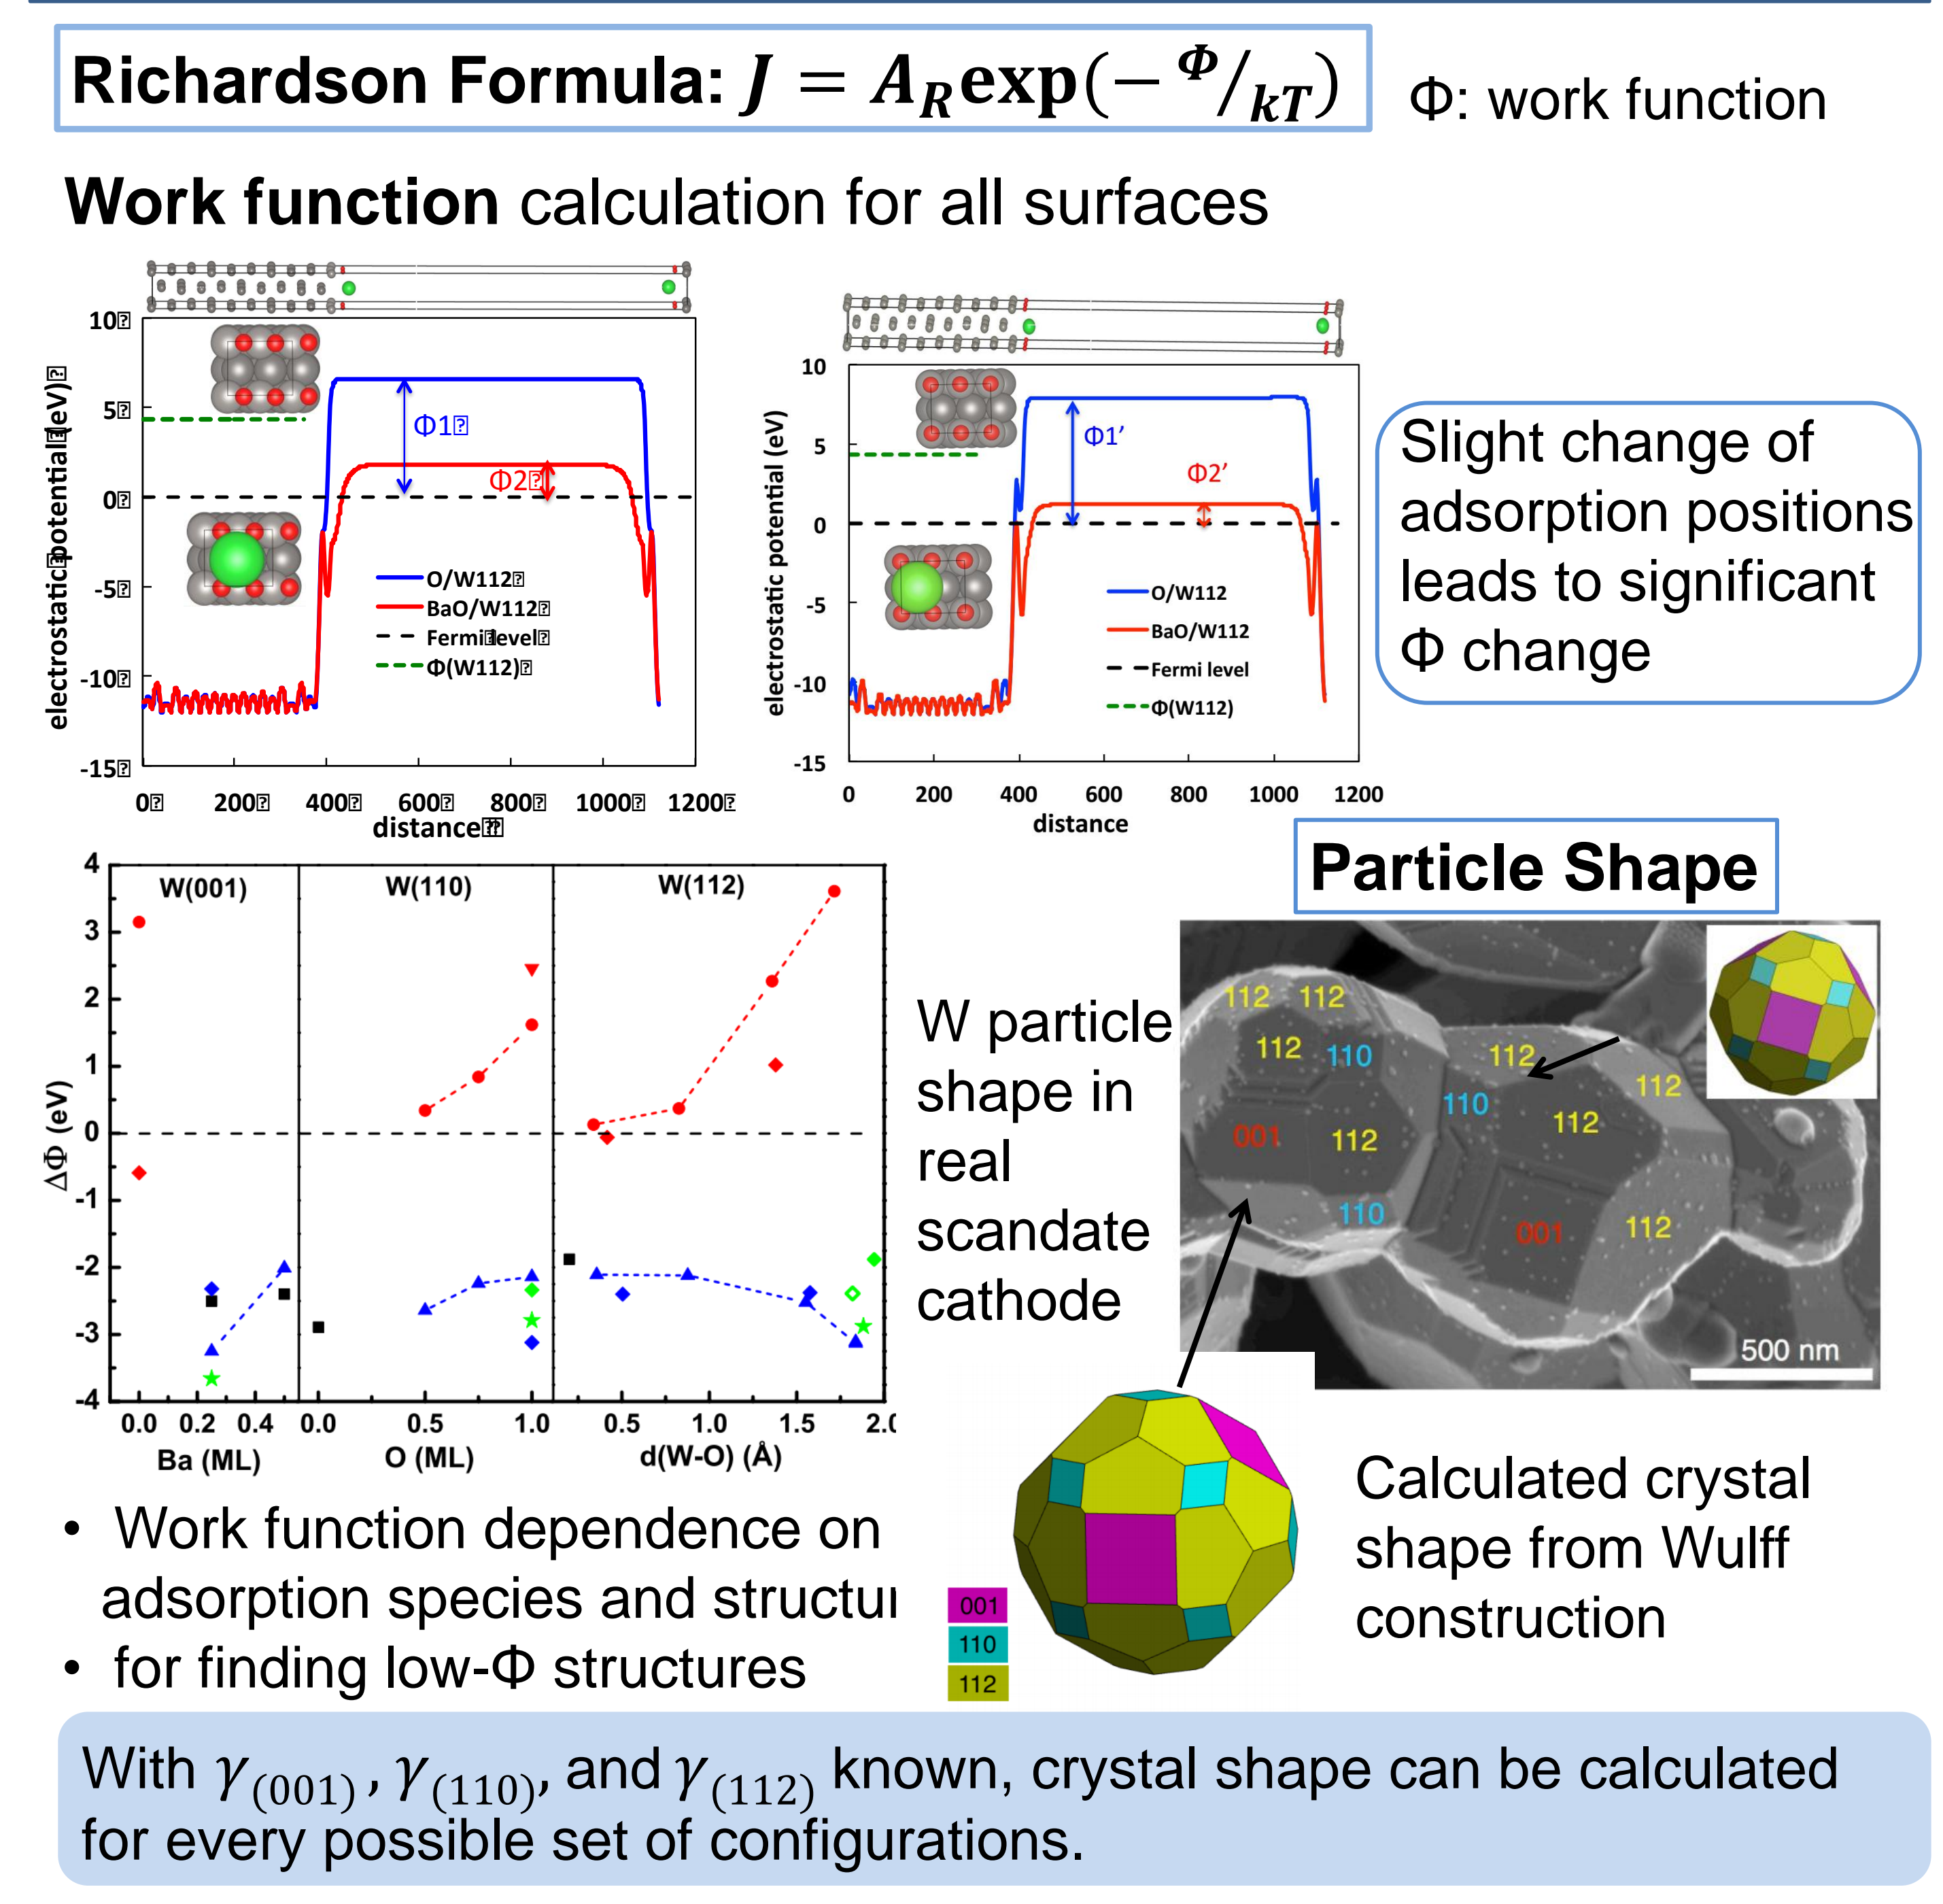 Richardson Formula: J = A_R exp(− Φ/kT)
Φ: work function
Work function calculation for all surfaces
10
5
0
-5
-10
-15
electrostatic potential (eV)
Φ1
Φ2
O/W112
BaO/W112
Fermi level
Φ(W112)
0 200 400 600 800 1000 1200
distance
10
5
0
-5
-10
-15
electrostatic potential (eV)
Φ1’
Φ2’
O/W112
BaO/W112
Fermi level
Φ(W112)
0 200 400 600 800 1000 1200
distance
Slight change of
adsorption positions
leads to significant
Φ change
4
3
2
1
0
-1
-2
-3
-4
ΔΦ (eV)
W(001) W(110) W(112)
0.0 0.2 0.4 0.0 0.5 1.0 0.5 1.0 1.5 2.0
Ba (ML) O (ML) d(W-O) (Å)
Particle Shape
W particle
shape in
real
scandate
cathode
112 112
112 110
001 112
110
112
112
110
112
001 112
500 nm
001
110
112
Calculated crystal
shape from Wulff
construction
• Work function dependence on
adsorption species and structu
• for finding low-Φ structures
With γ(001), γ(110), and γ(112) known, crystal shape can be calculated
for every possible set of configurations.